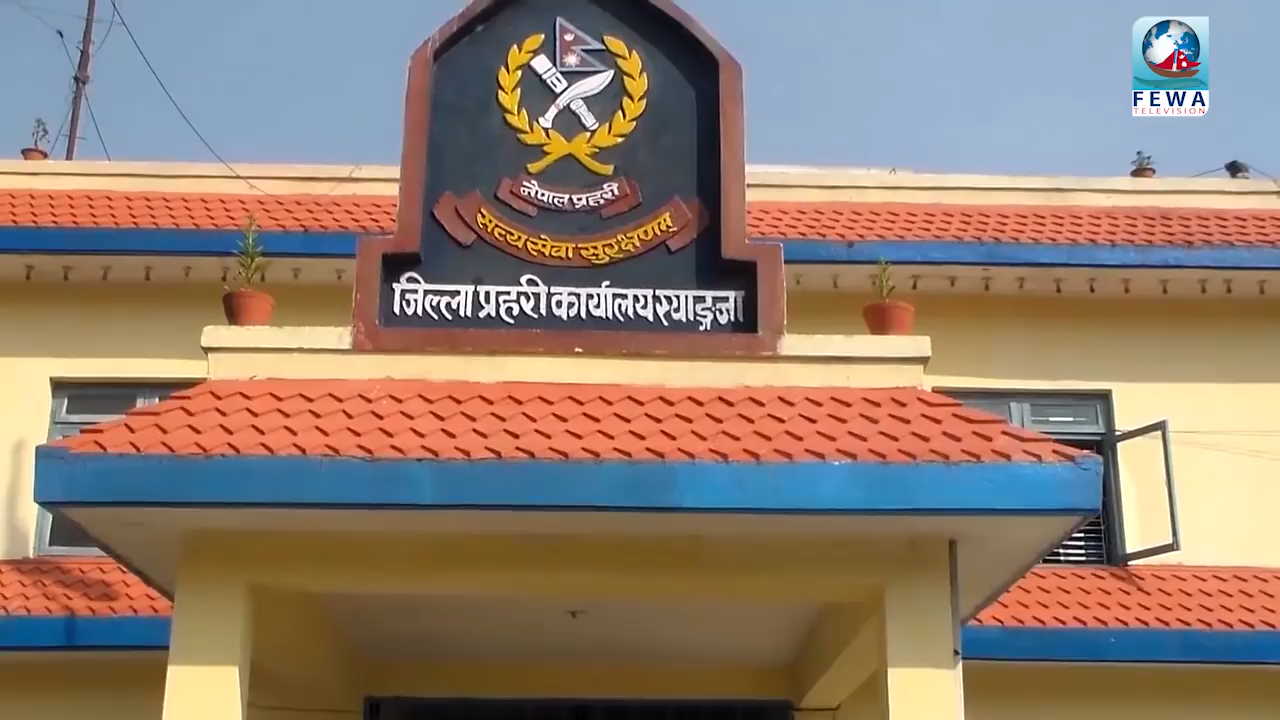 FEWA
TELEVISION
नेपाल प्रहरी
सत्य सेवा सुरक्षणम्
जिल्ला प्रहरी कार्यालय स्याङ्जा